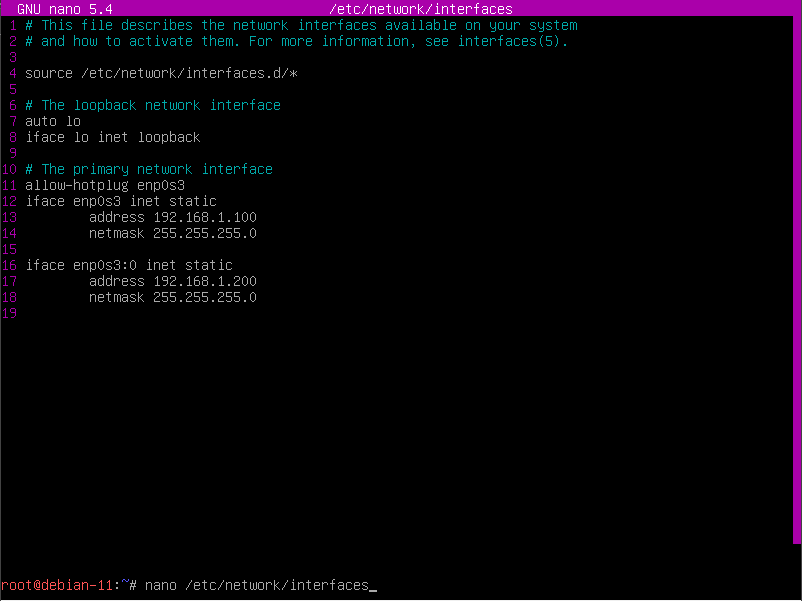 GNU nano 5.4 /etc/network/interfaces
1 # This file describes the network interfaces available on your system
2 # and how to activate them. For more information, see interfaces(5).
3
4 source /etc/network/interfaces.d/*
5
6 # The loopback network interface
7 auto lo
8 iface lo inet loopback
9
10 # The primary network interface
11 allow-hotplug enp0s3
12 iface enp0s3 inet static
13         address 192.168.1.100
14         netmask 255.255.255.0
15
16 iface enp0s3:0 inet static
17         address 192.168.1.200
18         netmask 255.255.255.0
19
root@debian-11:~# nano /etc/network/interfaces_